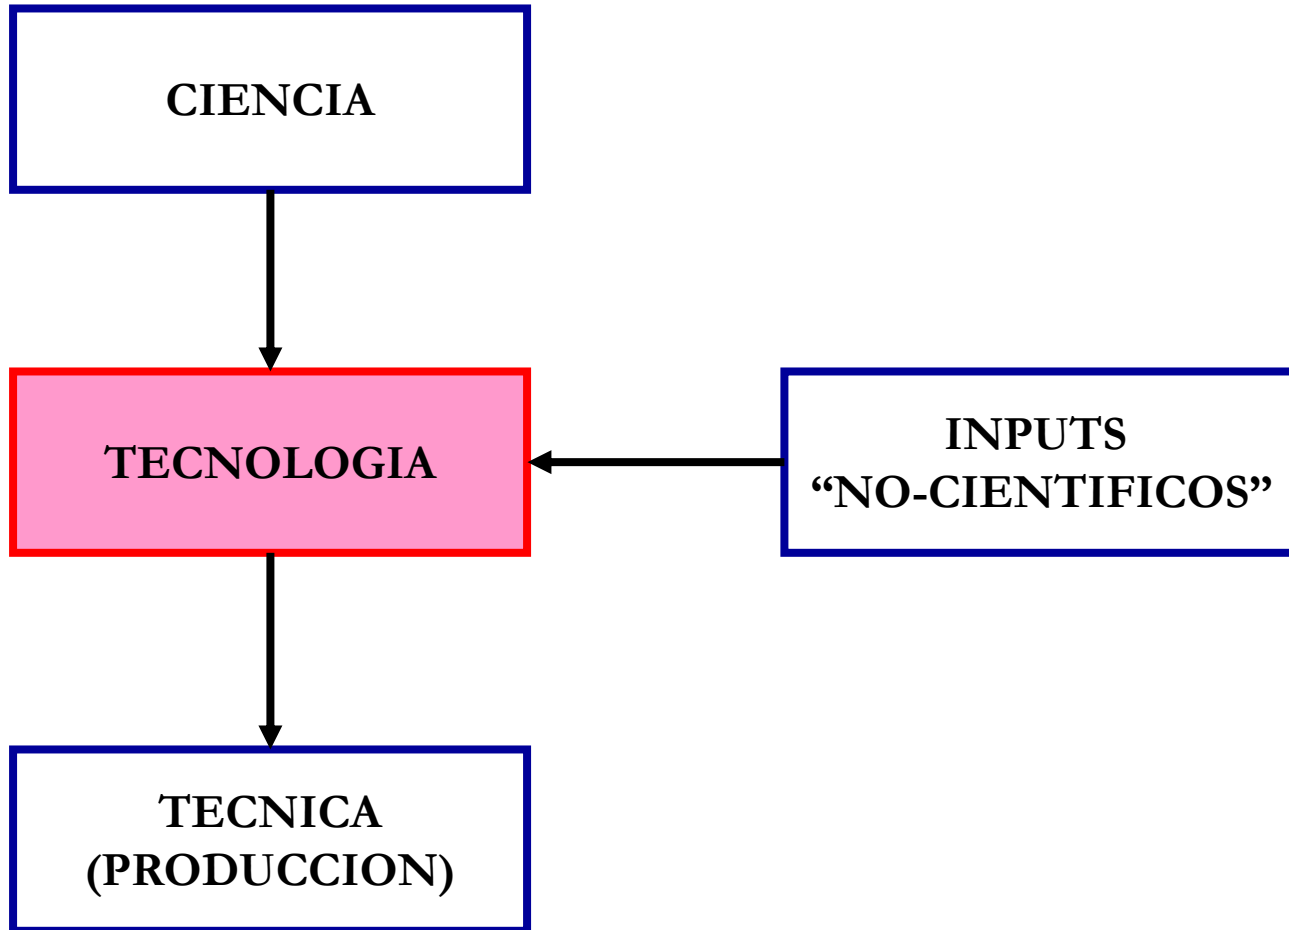 CIENCIA
TECNOLOGIA
INPUTS
“NO-CIENTIFICOS”
TECNICA
(PRODUCCION)